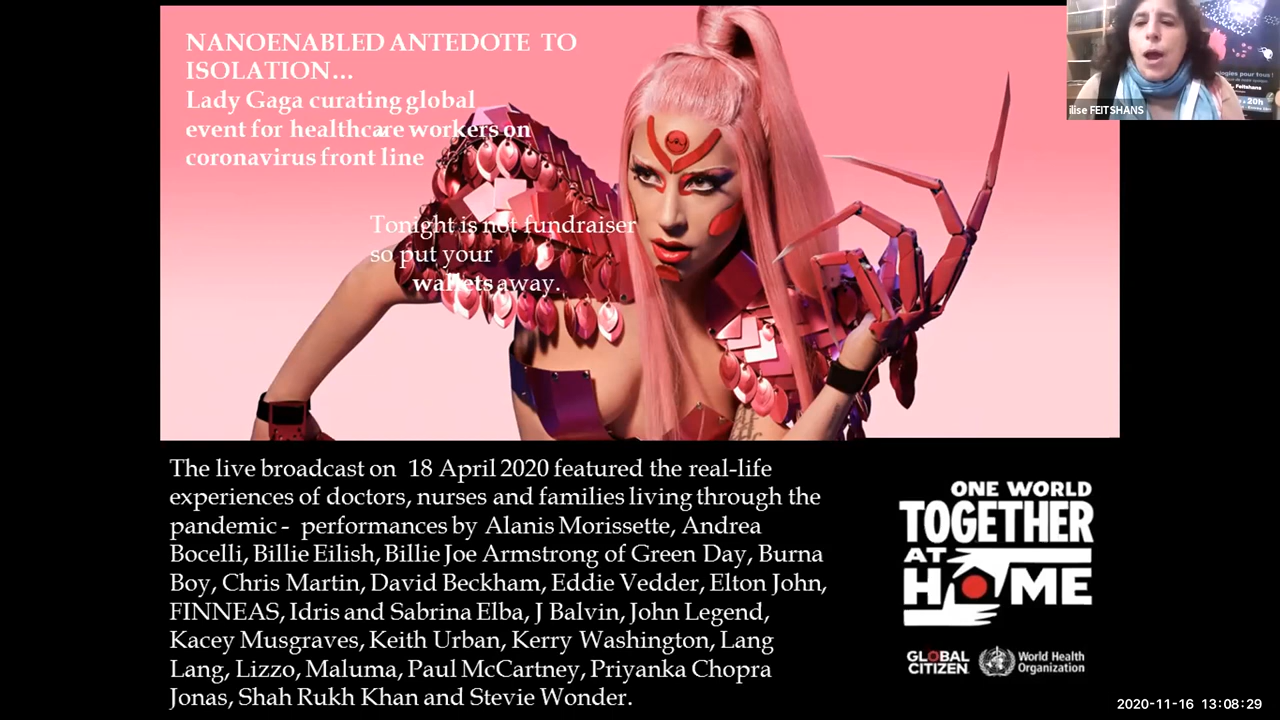 NANOENABLED ANTEDOTE TO
ISOLATION...
Lady Gaga curating global
event for healthcare workers on
coronavirus front line
Tonight is not fundraiser
so put your
wallets away.
ologies pour tous !
Feitshans
20h
ilise FEITSHANS
The live broadcast on 18 April 2020 featured the real-life
experiences of doctors, nurses and families living through the
pandemic - performances by Alanis Morissette, Andrea
Bocelli, Billie Eilish, Billie Joe Armstrong of Green Day, Burna
Boy, Chris Martin, David Beckham, Eddie Vedder, Elton John,
FINNEAS, Idris and Sabrina Elba, J Balvin, John Legend,
Kacey Musgraves, Keith Urban, Kerry Washington, Lang
Lang, Lizzo, Maluma, Paul McCartney, Priyanka Chopra
Jonas, Shah Rukh Khan and Stevie Wonder.
ONE WORLD
TOGETHER
AT
HOME
GLOBAL
CITIZEN
World Health
Organization
2020-11-16 13:08:29